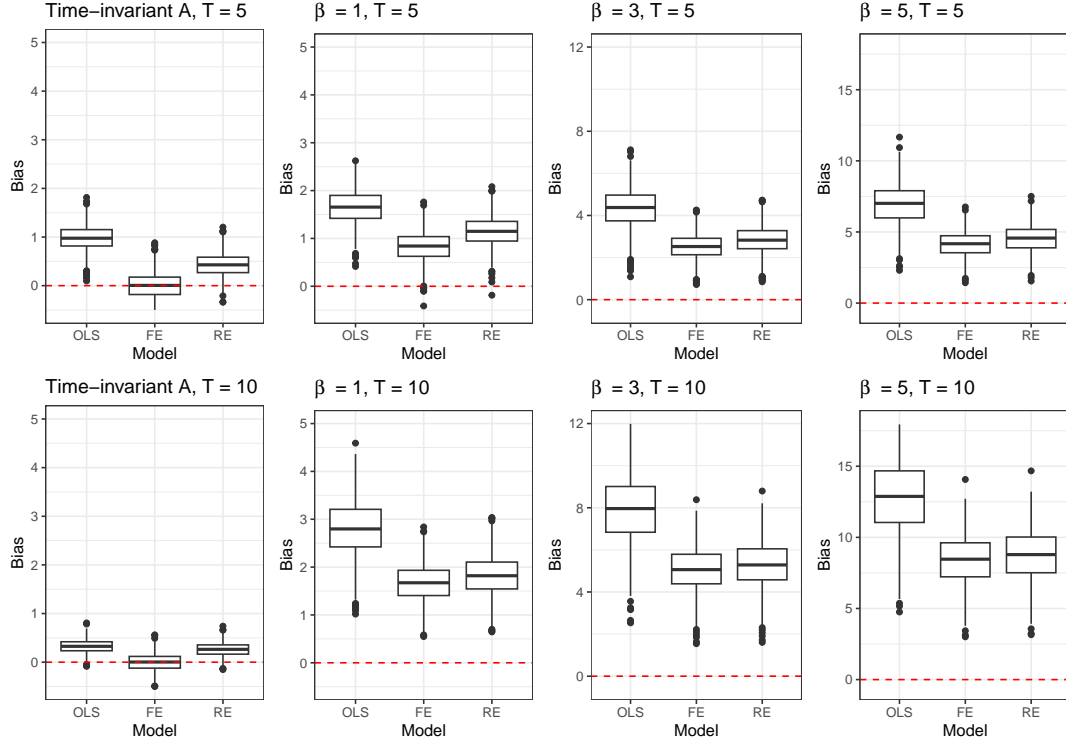 Time−invariant A, T = 5
5
4
3
2
1
0
Bias
OLS FE RE
Model
β = 1, T = 5
5
4
3
2
1
0
Bias
OLS FE RE
Model
β = 3, T = 5
12
8
4
0
Bias
OLS FE RE
Model
β = 5, T = 5
15
10
5
0
Bias
OLS FE RE
Model
Time−invariant A, T = 10
5
4
3
2
1
0
Bias
OLS FE RE
Model
β = 1, T = 10
5
4
3
2
1
0
Bias
OLS FE RE
Model
β = 3, T = 10
12
8
4
0
Bias
OLS FE RE
Model
β = 5, T = 10
15
10
5
0
Bias
OLS FE RE
Model